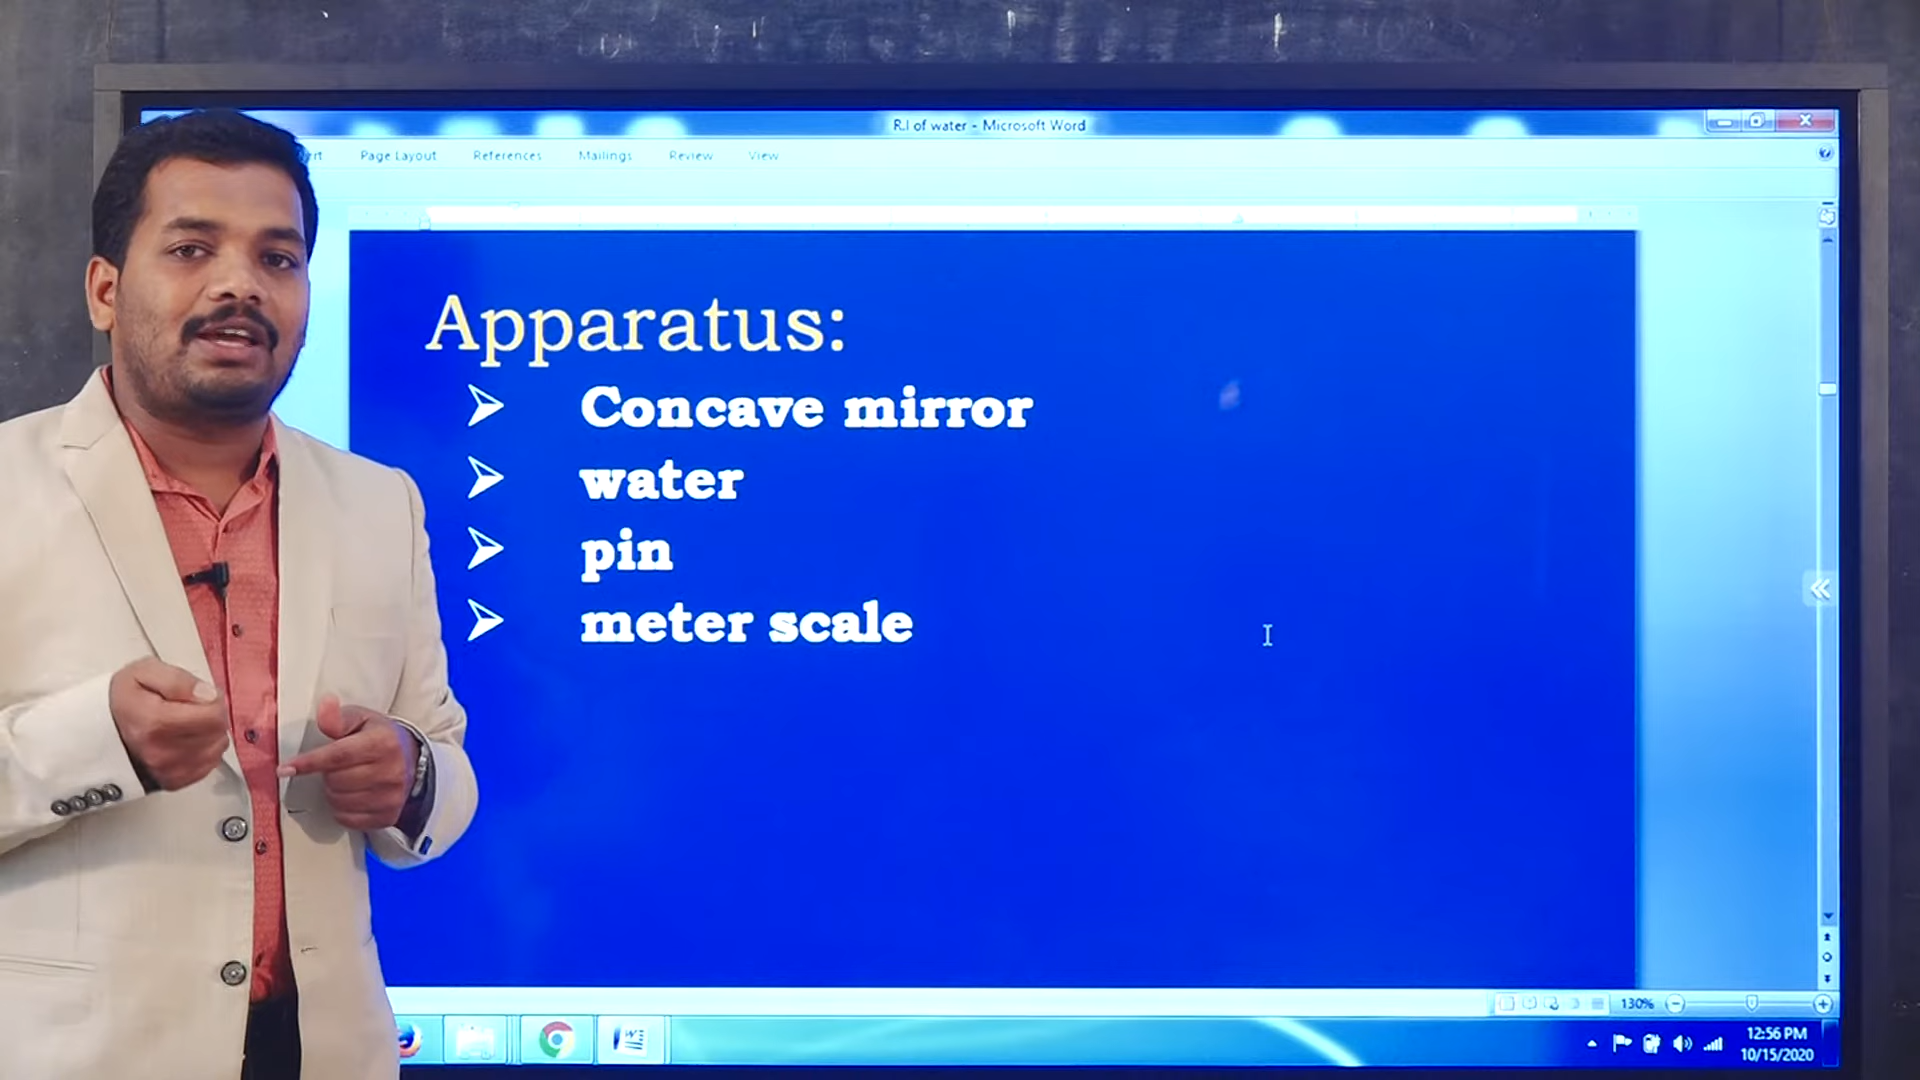 R.I of water - Microsoft Word
Page Layout References Mailings Review View
Apparatus:
➢ Concave mirror
➢ water
➢ pin
➢ meter scale
130%
12:56 PM
10/15/2020